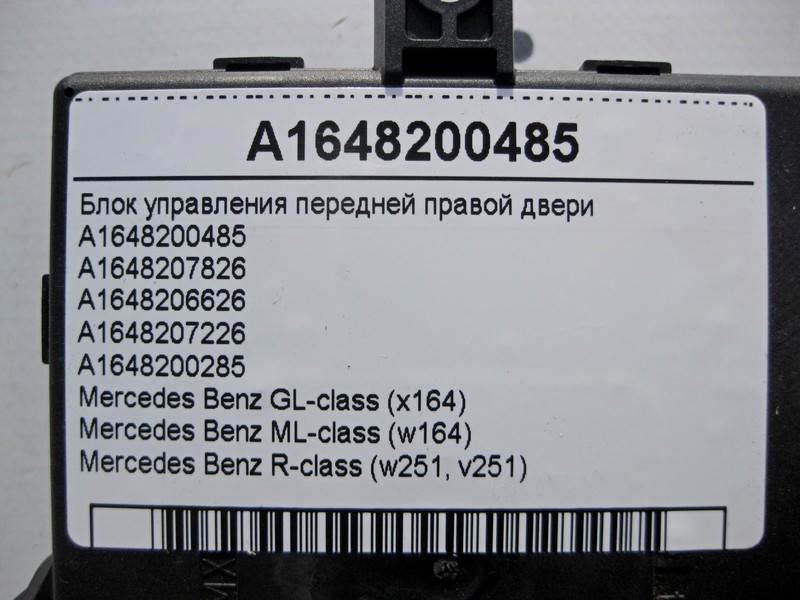 A1648200485
Блок управления передней правой двери
A1648200485
A1648207826
A1648206626
A1648207226
A1648200285
Mercedes Benz GL-class (x164)
Mercedes Benz ML-class (w164)
Mercedes Benz R-class (w251, v251)